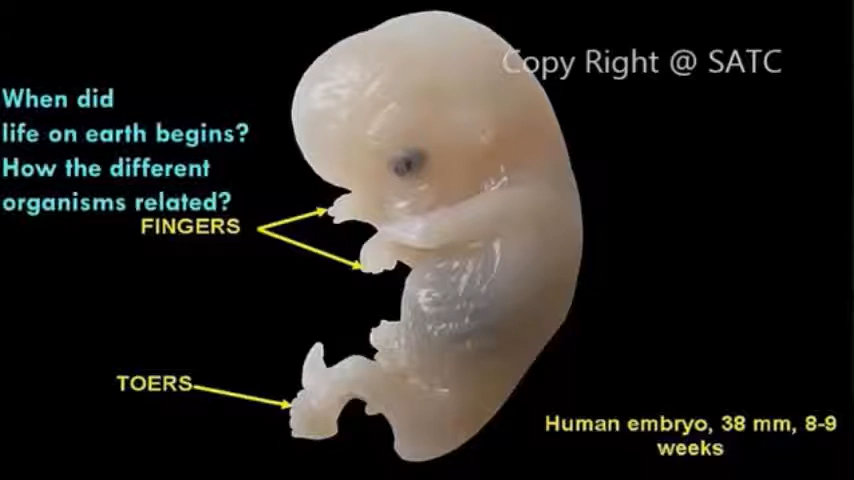 Copy Right @ SATC
When did
life on earth begins?
How the different
organisms related?
FINGERS
TOERS
Human embryo, 38 mm, 8-9
weeks